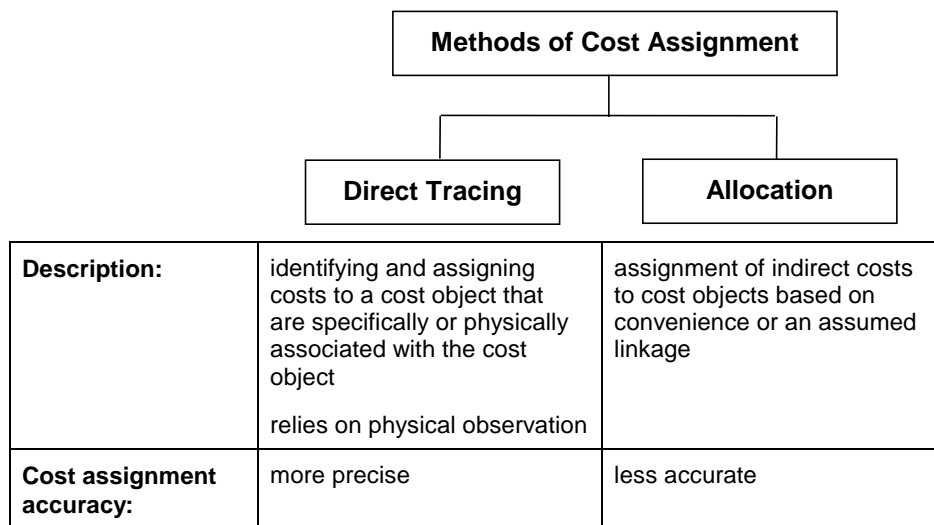 Methods of Cost Assignment
Direct Tracing
Allocation
Description:
identifying and assigning
costs to a cost object that
are specifically or physically
associated with the cost
object
relies on physical observation
assignment of indirect costs
to cost objects based on
convenience or an assumed
linkage
Cost assignment
accuracy:
more precise
less accurate